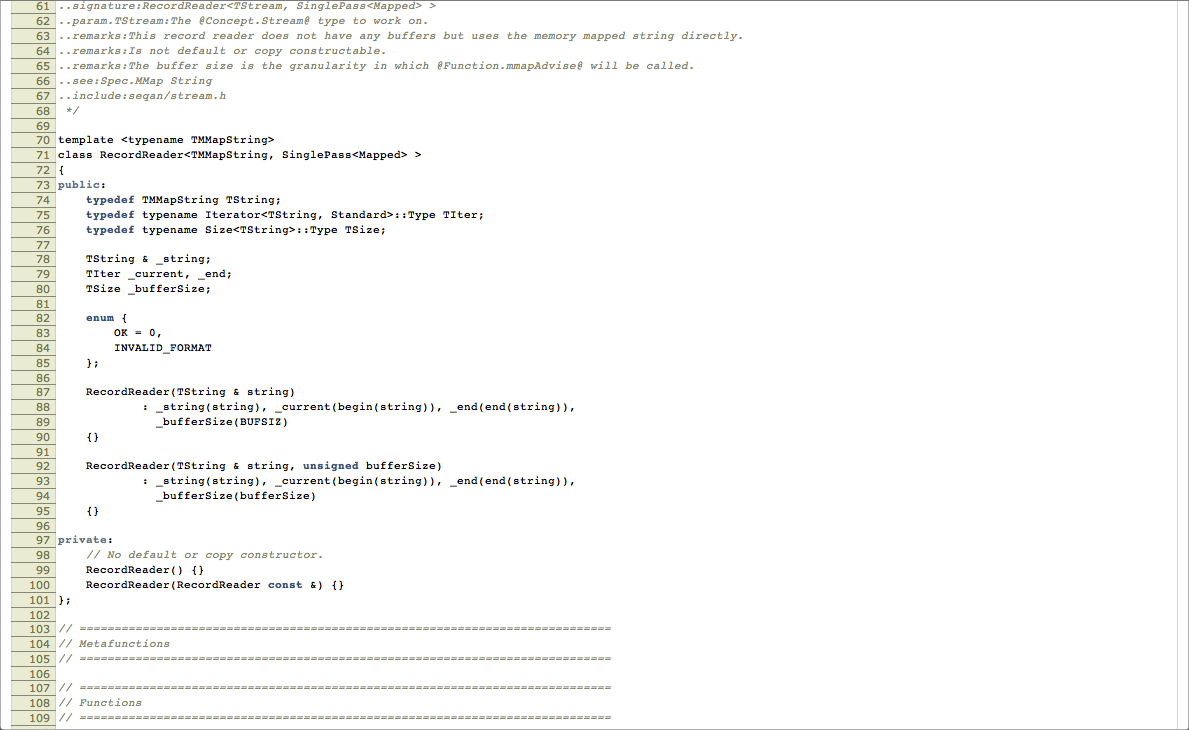 61 ..signature:RecordReader<TStream, SinglePass<Mapped> >
62 ..param.TStream:The @Concept.Stream@ type to work on.
63 ..remarks:This record reader does not have any buffers but uses the memory mapped string directly.
64 ..remarks:Is not default or copy constructable.
65 ..remarks:The buffer size is the granularity in which @Function.mmapAdvise@ will be called.
66 ..see:Spec.MMap String
67 ..include:seqan/stream.h
68  */
69
70 template <typename TMMapString>
71 class RecordReader<TMMapString, SinglePass<Mapped> >
72 {
73 public:
74     typedef TMMapString TString;
75     typedef typename Iterator<TString, Standard>::Type TIter;
76     typedef typename Size<TString>::Type TSize;
77
78     TString & _string;
79     TIter _current, _end;
80     TSize _bufferSize;
81
82     enum {
83         OK = 0,
84         INVALID_FORMAT
85     };
86
87     RecordReader(TString & string)
88             : _string(string), _current(begin(string)), _end(end(string)),
89               _bufferSize(BUFSIZ)
90     {}
91
92     RecordReader(TString & string, unsigned bufferSize)
93             : _string(string), _current(begin(string)), _end(end(string)),
94               _bufferSize(bufferSize)
95     {}
96
97 private:
98     // No default or copy constructor.
99     RecordReader() {}
100     RecordReader(RecordReader const &) {}
101 };
102
103 // ============================================================================
104 // Metafunctions
105 // ============================================================================
106
107 // ============================================================================
108 // Functions
109 // ============================================================================